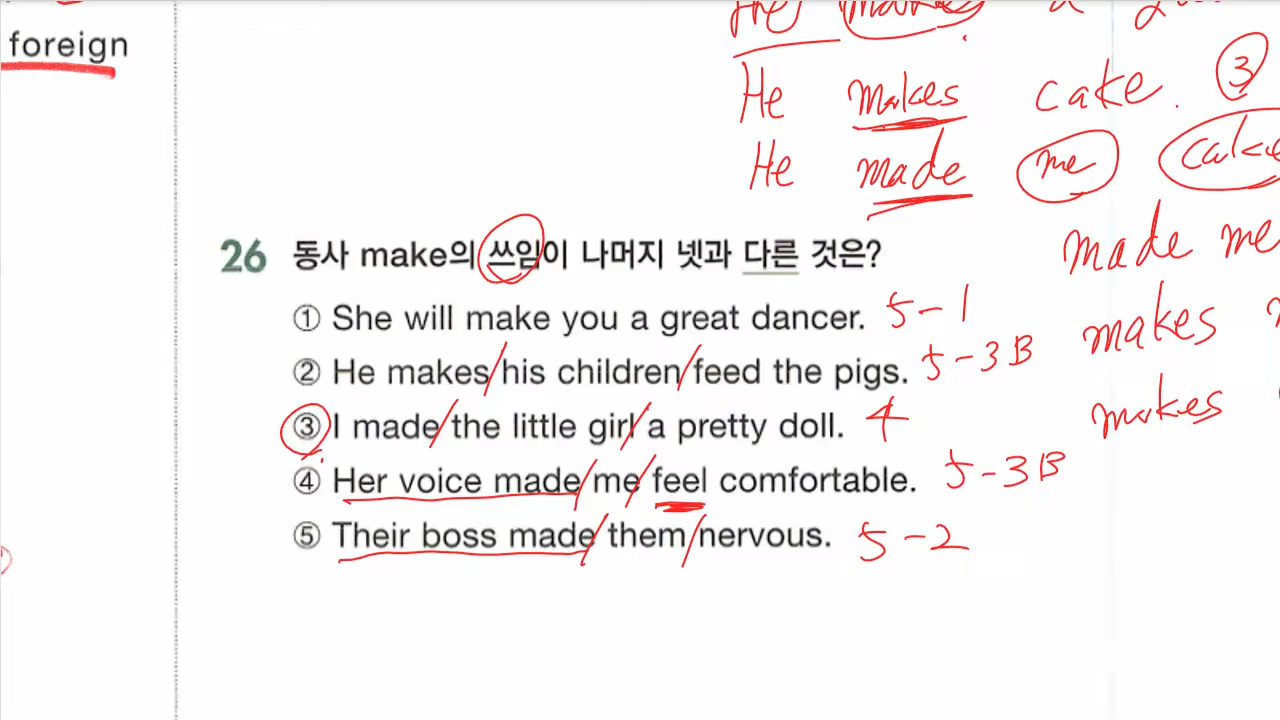 foreign
He makes a
He makes cake. ③
He made me cake
made me
26 동사 make의 쓰임이 나머지 넷과 다른 것은?
① She will make you a great dancer. 5-1
makes
② He makes/his children/feed the pigs. 5-3B
③ I made/the little girl/a pretty doll. 4
makes
④ Her voice made/me/feel comfortable. 5-3B
⑤ Their boss made/them/nervous. 5-2